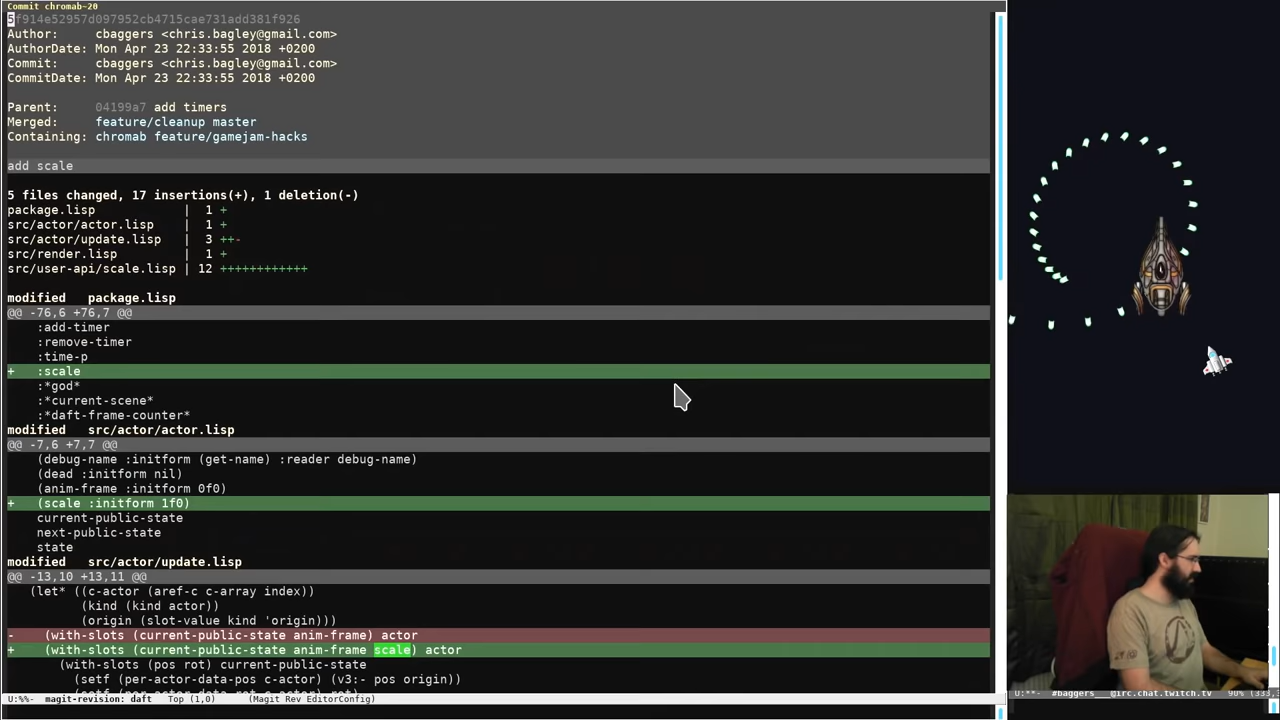 Commit chromab~20
5f914e52957d097952cb4715cae731add381f926
Author:     cbaggers <chris.bagley@gmail.com>
AuthorDate: Mon Apr 23 22:33:55 2018 +0200
Commit:     cbaggers <chris.bagley@gmail.com>
CommitDate: Mon Apr 23 22:33:55 2018 +0200
Parent:     04199a7 add timers
Merged:     feature/cleanup master
Containing: chromab feature/gamejam-hacks
add scale
5 files changed, 17 insertions(+), 1 deletion(-)
package.lisp            |  1 +
src/actor/actor.lisp    |  1 +
src/actor/update.lisp   |  3 ++-
src/render.lisp         |  1 +
src/user-api/scale.lisp | 12 ++++++++++++
modified   package.lisp
@@ -76,6 +76,7 @@
:add-timer
:remove-timer
:time-p
+   :scale
:*god*
:*current-scene*
:*daft-frame-counter*
modified   src/actor/actor.lisp
@@ -7,6 +7,7 @@
(debug-name :initform (get-name) :reader debug-name)
(dead :initform nil)
(anim-frame :initform 0f0)
+   (scale :initform 1f0)
current-public-state
next-public-state
state
modified   src/actor/update.lisp
@@ -13,10 +13,11 @@
(let* ((c-actor (aref-c c-array index))
(kind (kind actor))
(origin (slot-value kind 'origin)))
-    (with-slots (current-public-state anim-frame) actor
+    (with-slots (current-public-state anim-frame scale) actor
(with-slots (pos rot) current-public-state
(setf (per-actor-data-pos c-actor) (v3:- pos origin))
U:%%-  magit-revision: daft   Top (1,0)      (Magit Rev EditorConfig)
U:**-  #baggers___@irc.chat.twitch.tv   90% (333,